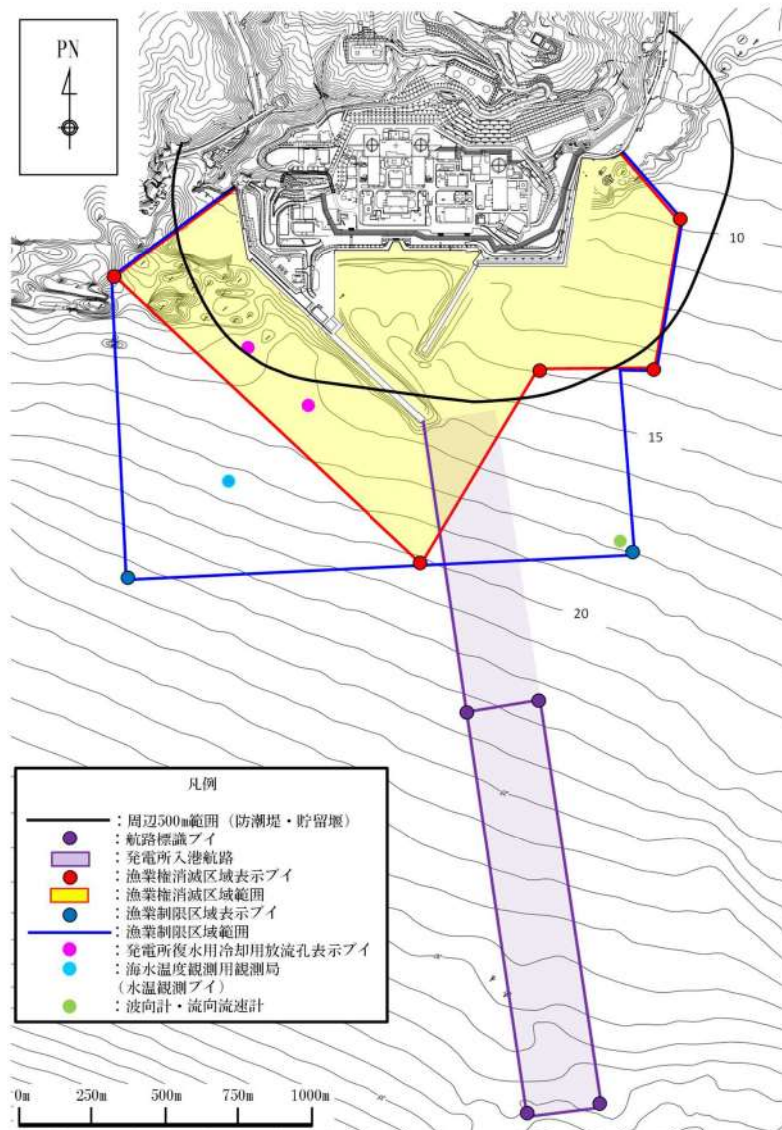 PN
10
15
20
凡例
：周辺500m範囲（防潮堤・貯留堰）
：航路標識ブイ
：発電所入港航路
：漁業権消滅区域表示ブイ
：漁業権消滅区域範囲
：漁業制限区域表示ブイ
：漁業制限区域範囲
：発電所復水用冷却用放流孔表示ブイ
：海水温度観測用観測局
（水温観測ブイ）
：波向計・流向流速計
0m 250m 500m 750m 1000m